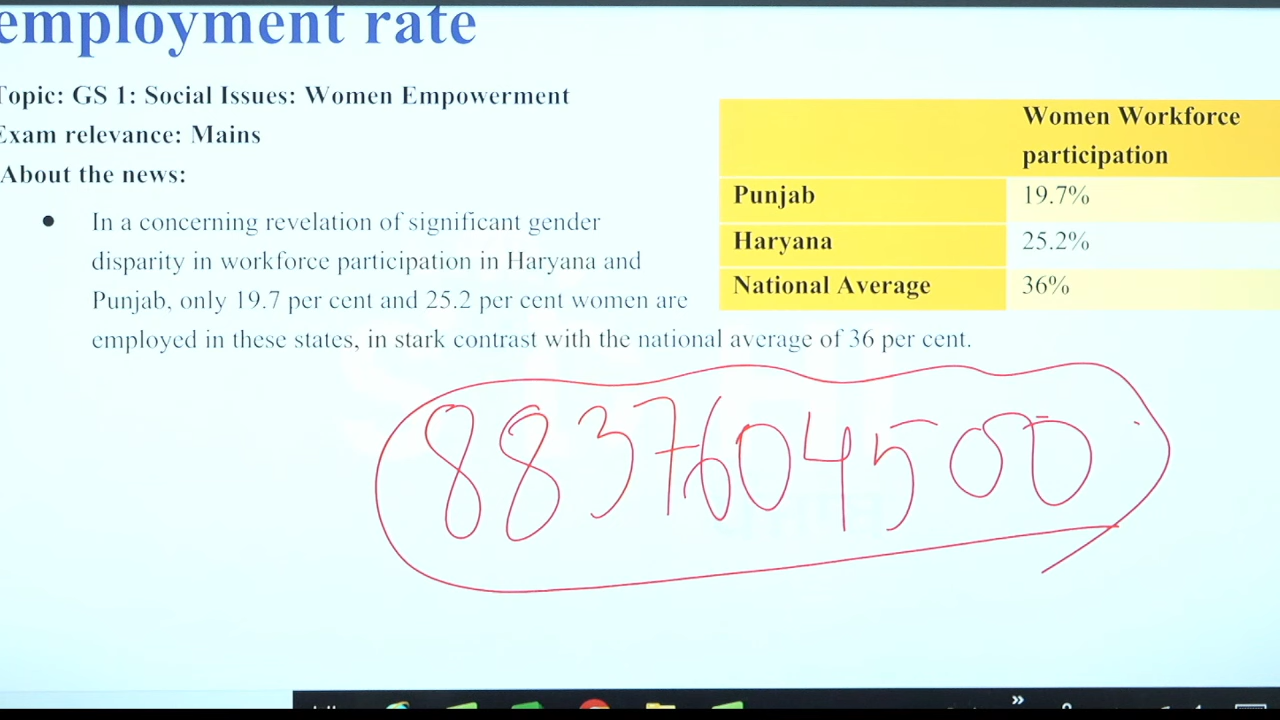 employment rate
Topic: GS 1: Social Issues: Women Empowerment
Exam relevance: Mains
About the news:
● In a concerning revelation of significant gender
disparity in workforce participation in Haryana and
Punjab, only 19.7 per cent and 25.2 per cent women are
employed in these states, in stark contrast with the national average of 36 per cent.
Women Workforce
participation
Punjab 19.7%
Haryana 25.2%
National Average 36%
8837604500
»